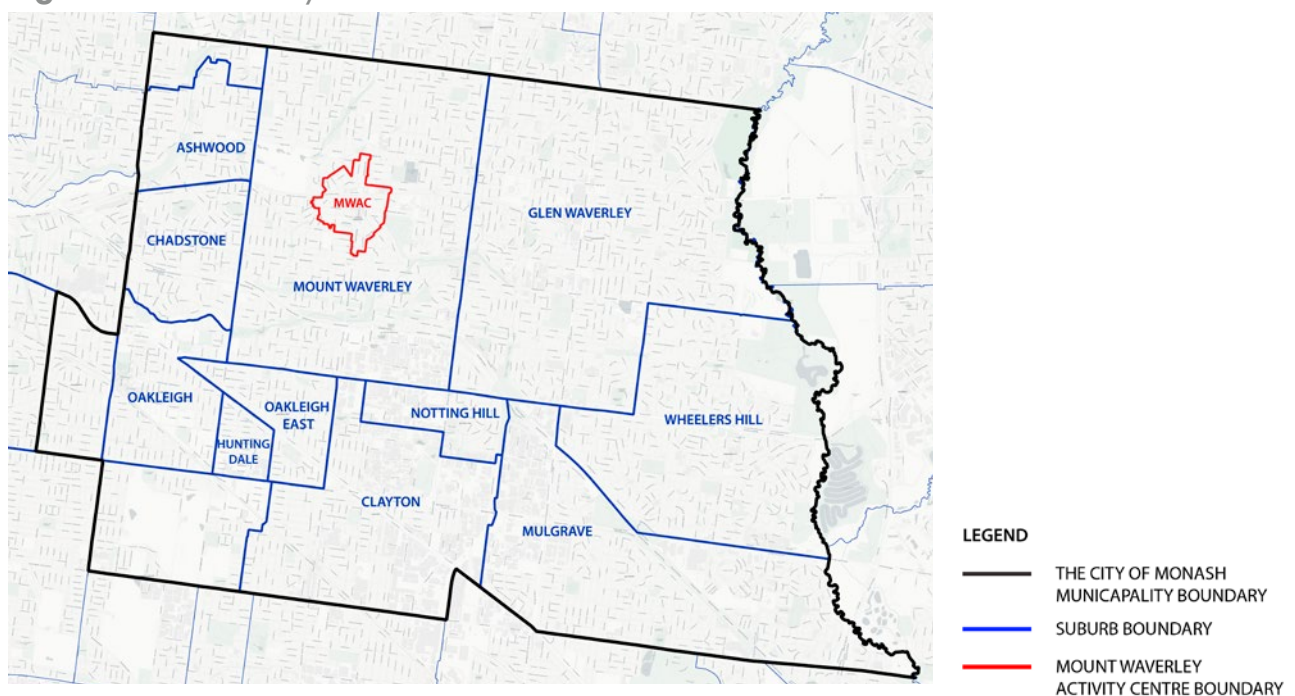 ASHWOOD
MWAC
GLEN WAVERLEY
CHADSTONE
MOUNT WAVERLEY
OAKLEIGH
OAKLEIGH
EAST
NOTTING HILL
WHEELERS HILL
HUNTING
DALE
CLAYTON
MULGRAVE
LEGEND
THE CITY OF MONASH
MUNICAPALITY BOUNDARY
SUBURB BOUNDARY
MOUNT WAVERLEY
ACTIVITY CENTRE BOUNDARY